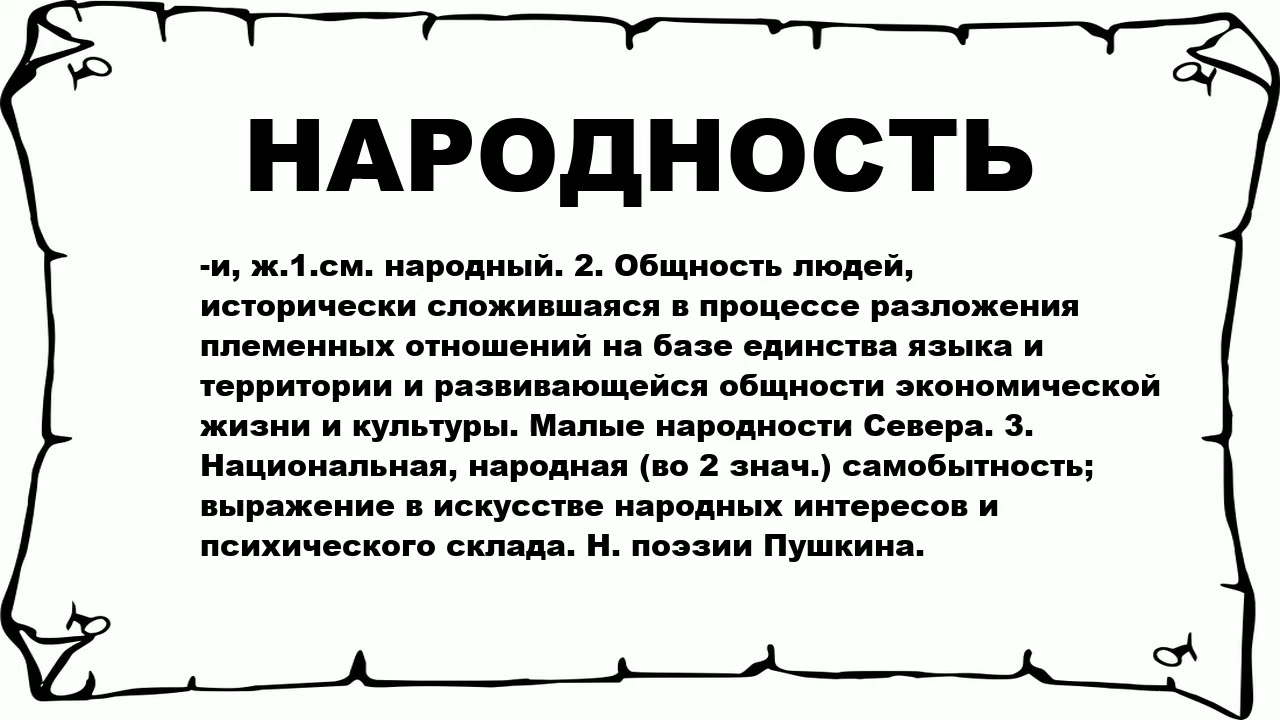 НАРОДНОСТЬ
-и, ж.1.см. народный. 2. Общность людей,
исторически сложившаяся в процессе разложения
племенных отношений на базе единства языка и
территории и развивающейся общности экономической
жизни и культуры. Малые народности Севера. 3.
Национальная, народная (во 2 знач.) самобытность;
выражение в искусстве народных интересов и
психического склада. Н. поэзии Пушкина.